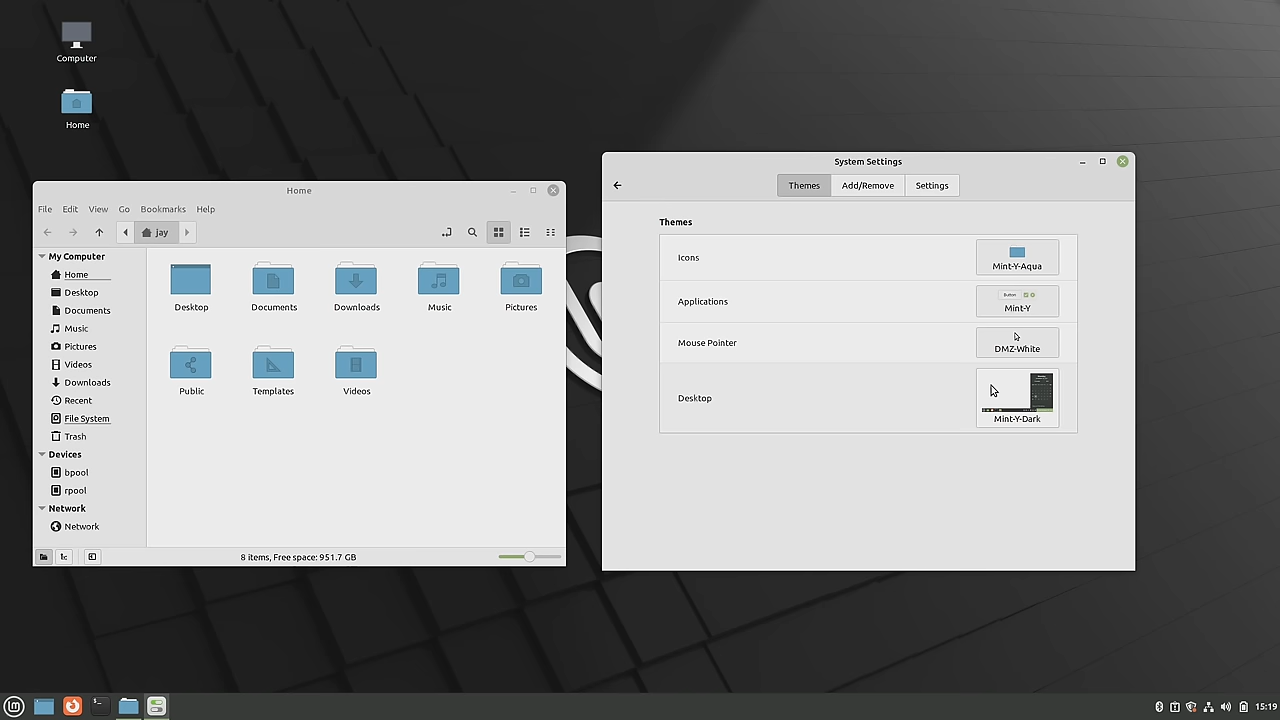 Computer
Home
Home
File Edit View Go Bookmarks Help
jay
My Computer
Home
Desktop
Documents
Music
Pictures
Videos
Downloads
Recent
File System
Trash
Devices
bpool
rpool
Network
Network
Desktop
Documents
Downloads
Music
Pictures
Public
Templates
Videos
8 items, Free space: 951.7 GB
System Settings
Themes Add/Remove Settings
Themes
Icons
Mint-Y-Aqua
Applications
Button
Mint-Y
Mouse Pointer
DMZ-White
Desktop
Mint-Y-Dark
15:19